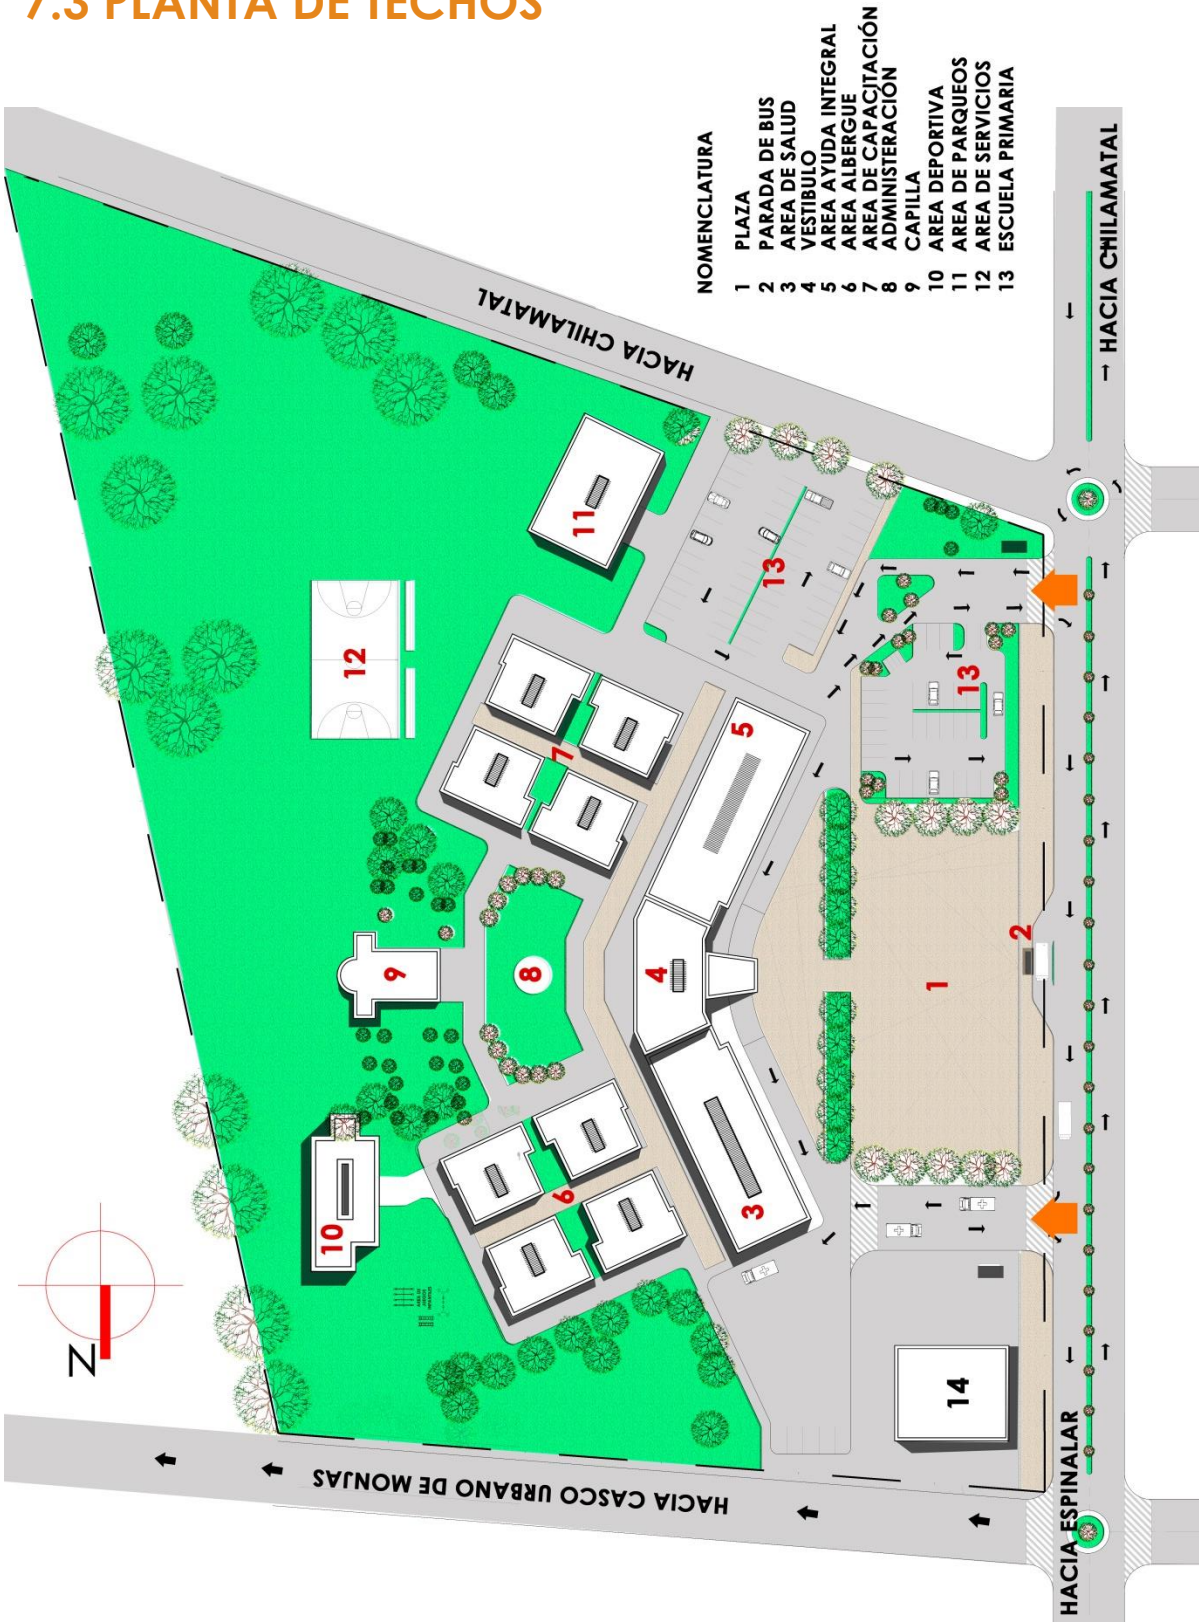 7.3 PLANTA DE TECHOS
NOMENCLATURA
1 PLAZA
2 PARADA DE BUS
3 AREA DE SALUD
4 VESTIBULO
5 AREA AYUDA INTEGRAL
6 AREA ALBERGUE
7 AREA DE CAPACITACIÓN
8 ADMINISTERACIÓN
9 CAPILLA
10 AREA DEPORTIVA
11 AREA DE PARQUEOS
12 AREA DE SERVICIOS
13 ESCUELA PRIMARIA
HACIA CHILAMATAL
HACIA CHILAMATAL
11
13
12
13
7
5
9
8
4
1
2
6
10
3
14
N
HACIA CASCO URBANO DE MONJAS
HACIA ESPINALAR